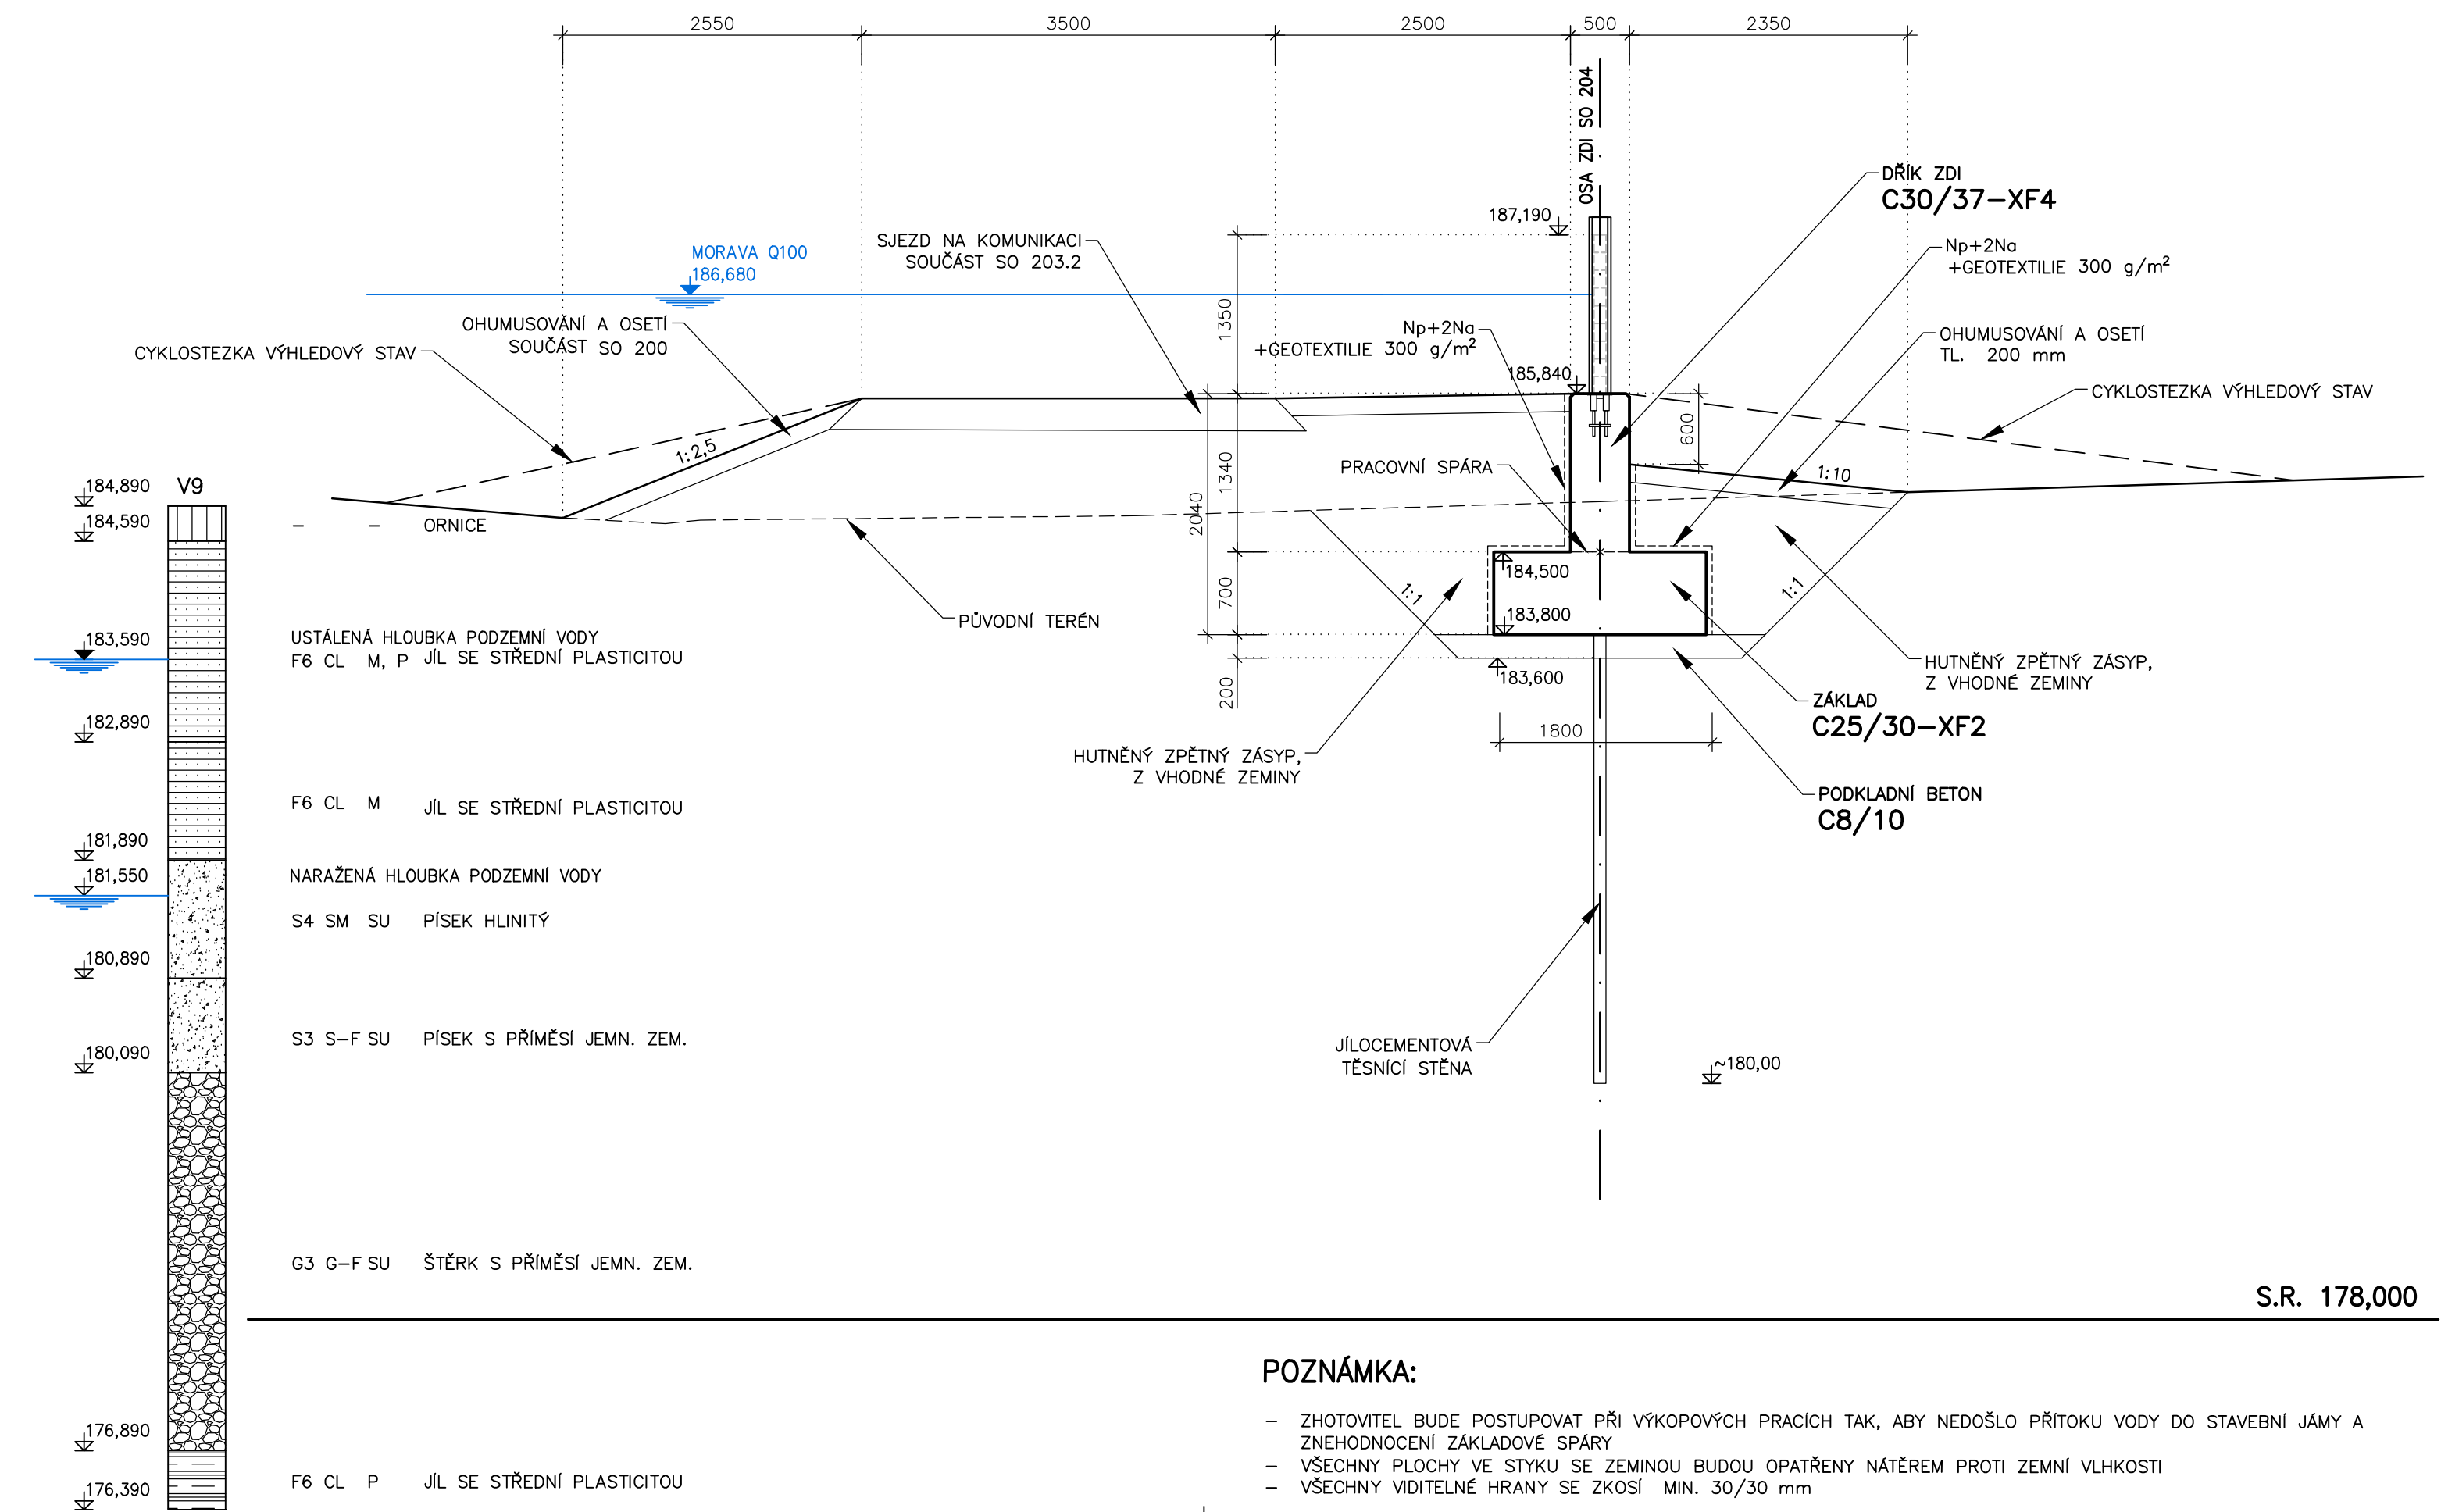 2550
3500
2500
500
2350
OSA ZDI SO 204
DŘÍK ZDI
C30/37-XF4
187,190
SJEZD NA KOMUNIKACI
SOUČÁST SO 203.2
MORAVA Q100
186,680
Np+2Na
+GEOTEXTILIE 300 g/m²
OHUMUSOVÁNÍ A OSETÍ
SOUČÁST SO 200
CYKLOSTEZKA VÝHLEDOVÝ STAV
1350
Np+2Na
+GEOTEXTILIE 300 g/m²
OHUMUSOVÁNÍ A OSETÍ
TL. 200 mm
185,840
CYKLOSTEZKA VÝHLEDOVÝ STAV
600
1:2,5
1340
2040
PRACOVNÍ SPÁRA
1:10
184,890
V9
184,590
- - ORNICE
184,500
700
1:1
1:1
183,800
PŮVODNÍ TERÉN
183,590
USTÁLENÁ HLOUBKA PODZEMNÍ VODY
F6 CL M, P JÍL SE STŘEDNÍ PLASTICITOU
HUTNĚNÝ ZPĚTNÝ ZÁSYP,
Z VHODNÉ ZEMINY
183,600
200
ZÁKLAD
C25/30-XF2
182,890
1800
HUTNĚNÝ ZPĚTNÝ ZÁSYP,
Z VHODNÉ ZEMINY
PODKLADNÍ BETON
C8/10
F6 CL M JÍL SE STŘEDNÍ PLASTICITOU
181,890
181,550
NARAŽENÁ HLOUBKA PODZEMNÍ VODY
S4 SM SU PÍSEK HLINITÝ
180,890
S3 S-F SU PÍSEK S PŘÍMĚSÍ JEMN. ZEM.
180,090
JÍLOCEMENTOVÁ
TĚSNÍCÍ STĚNA
~180,00
G3 G-F SU ŠTĚRK S PŘÍMĚSÍ JEMN. ZEM.
S.R. 178,000
POZNÁMKA:
- ZHOTOVITEL BUDE POSTUPOVAT PŘI VÝKOPOVÝCH PRACÍCH TAK, ABY NEDOŠLO PŘÍTOKU VODY DO STAVEBNÍ JÁMY A
ZNEHODNOCENÍ ZÁKLADOVÉ SPÁRY
- VŠECHNY PLOCHY VE STYKU SE ZEMINOU BUDOU OPATŘENY NÁTĚREM PROTI ZEMNÍ VLHKOSTI
- VŠECHNY VIDITELNÉ HRANY SE ZKOSÍ MIN. 30/30 mm
176,890
F6 CL P JÍL SE STŘEDNÍ PLASTICITOU
176,390